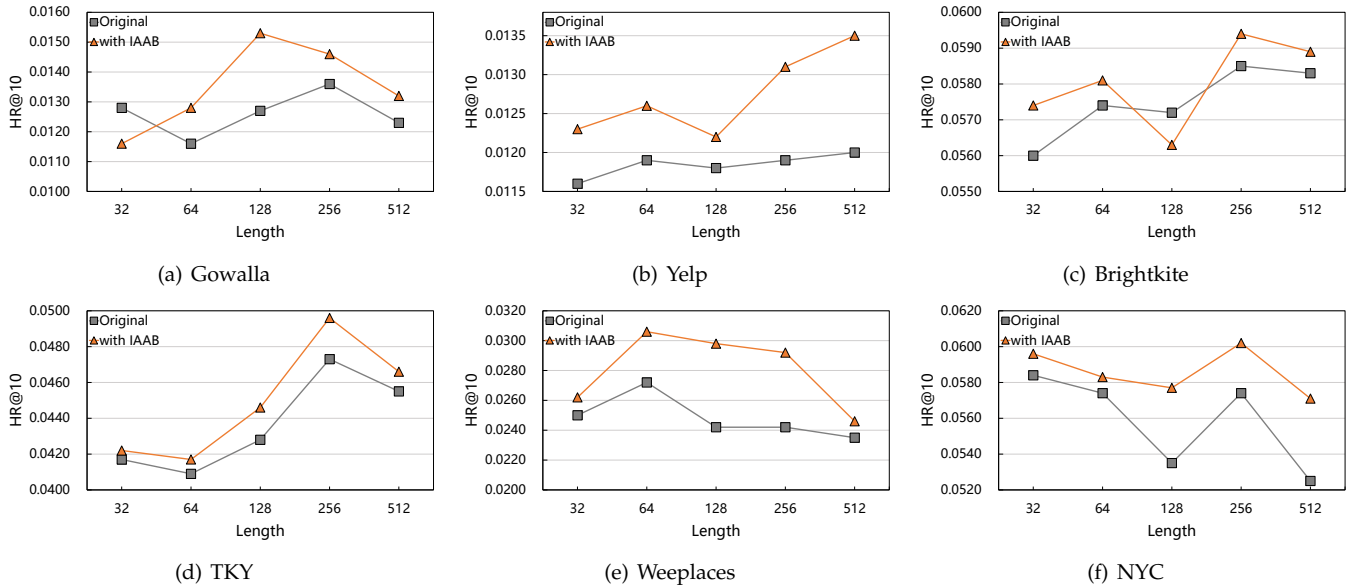 0.0160
0.0150
0.0140
0.0130
0.0120
0.0110
0.0100
HR@10
Original
with IAAB
32 64 128 256 512
Length
(a) Gowalla
0.0135
0.0130
0.0125
0.0120
0.0115
HR@10
Original
with IAAB
32 64 128 256 512
Length
(b) Yelp
0.0600
0.0590
0.0580
0.0570
0.0560
0.0550
HR@10
Original
with IAAB
32 64 128 256 512
Length
(c) Brightkite
0.0500
0.0480
0.0460
0.0440
0.0420
0.0400
HR@10
Original
with IAAB
32 64 128 256 512
Length
(d) TKY
0.0320
0.0300
0.0280
0.0260
0.0240
0.0220
0.0200
HR@10
Original
with IAAB
32 64 128 256 512
Length
(e) Weeplaces
0.0620
0.0600
0.0580
0.0560
0.0540
0.0520
HR@10
Original
with IAAB
32 64 128 256 512
Length
(f) NYC